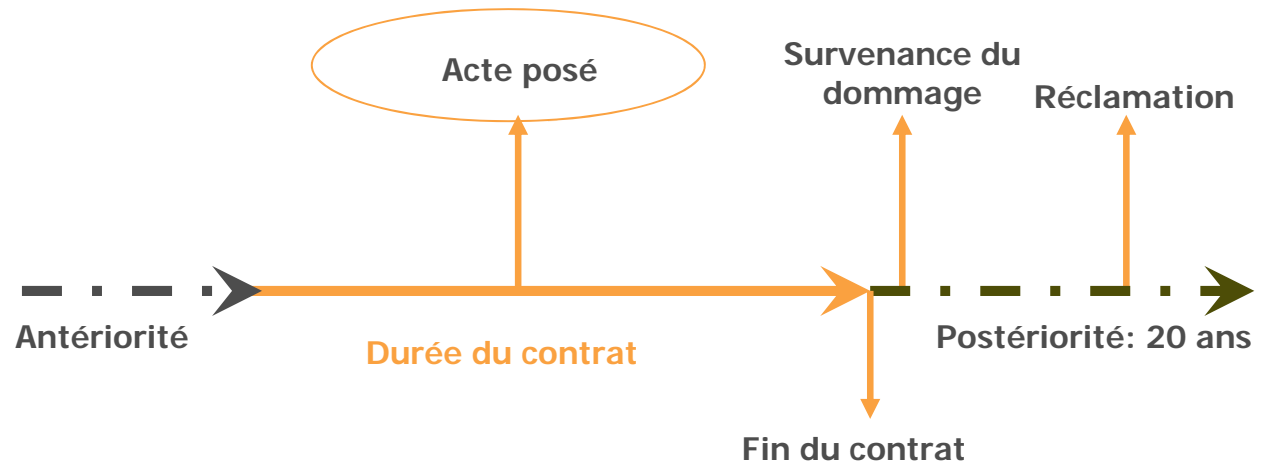 Acte posé
Survenance du
dommage
Réclamation
Antériorité
Durée du contrat
Postériorité: 20 ans
Fin du contrat